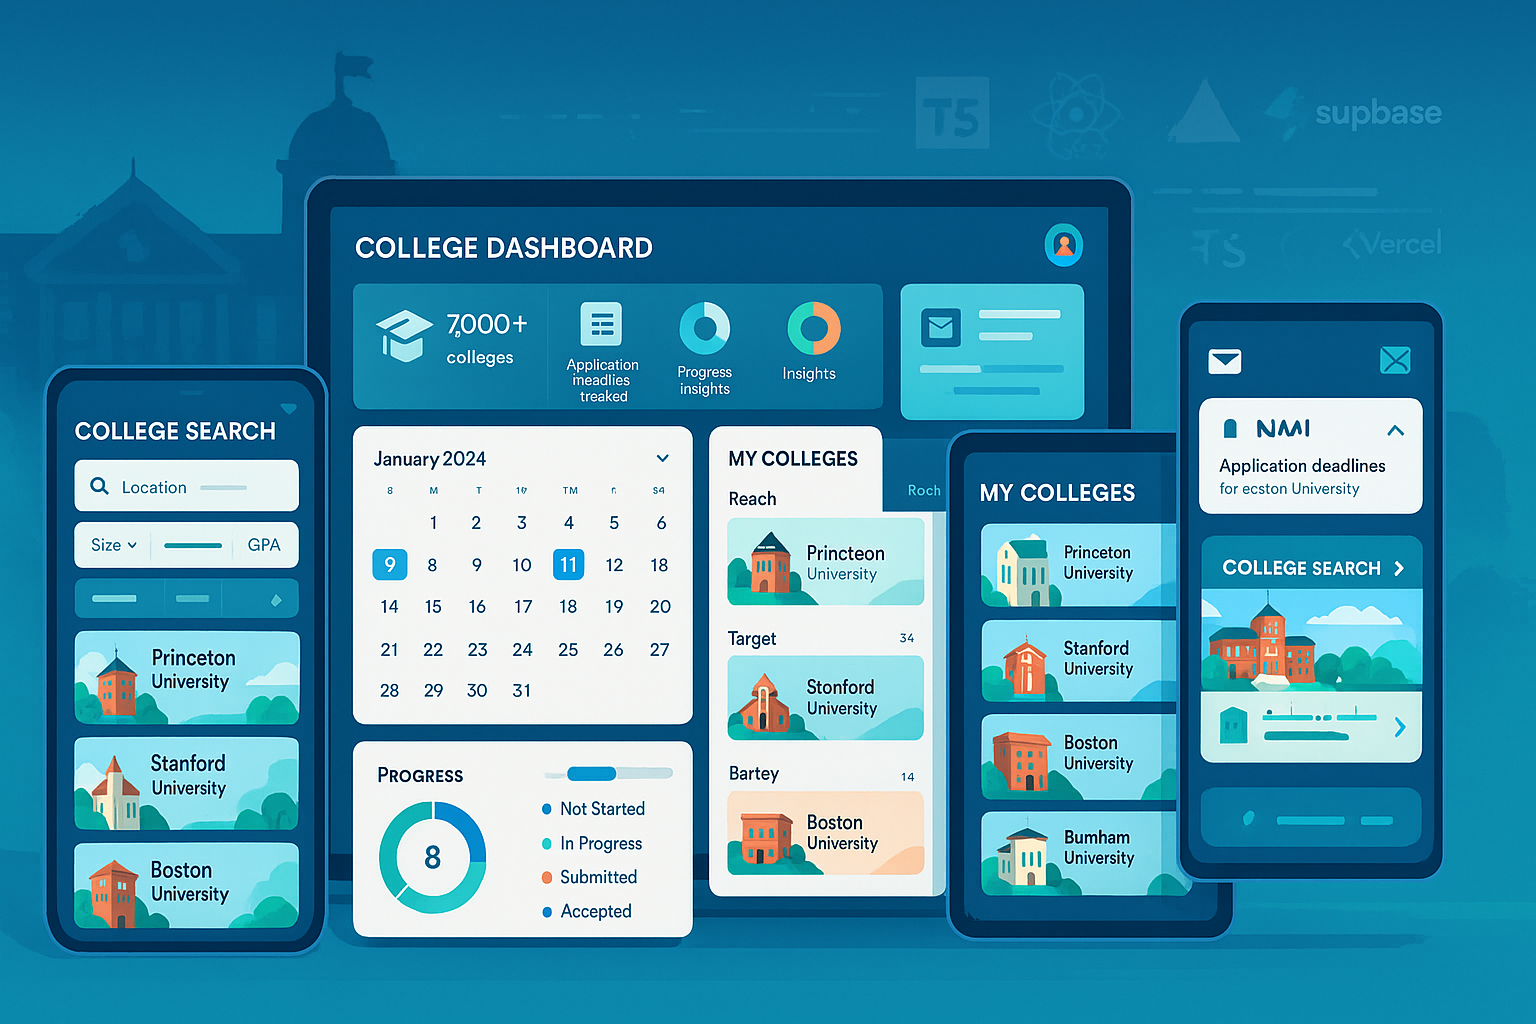 T5
supbase
TS
Vercel
COLLEGE DASHBOARD
7,000+
colleges
Application
meadlies
treaked
Progress
insights
Insights
COLLEGE SEARCH
Location
Size
GPA
Princeton
University
Stanford
University
Boston
University
January 2024
8 M T 19 TM r. S4
1 2 3 4 5 6
9 8 9 10 11 12 18
14 15 16 17 18 19 20
21 22 23 24 25 26 27
28 29 30 31
PROGRESS
8
Not Started
In Progress
Submitted
Accepted
MY COLLEGES
Roch
Reach
Princteon
University
Target 34
Stonford
University
Bartey 14
Boston
University
MY COLLEGES
Princeton
University
Stanford
University
Boston
University
Bumham
University
NMI
Application deadlines
for ecston University
COLLEGE SEARCH